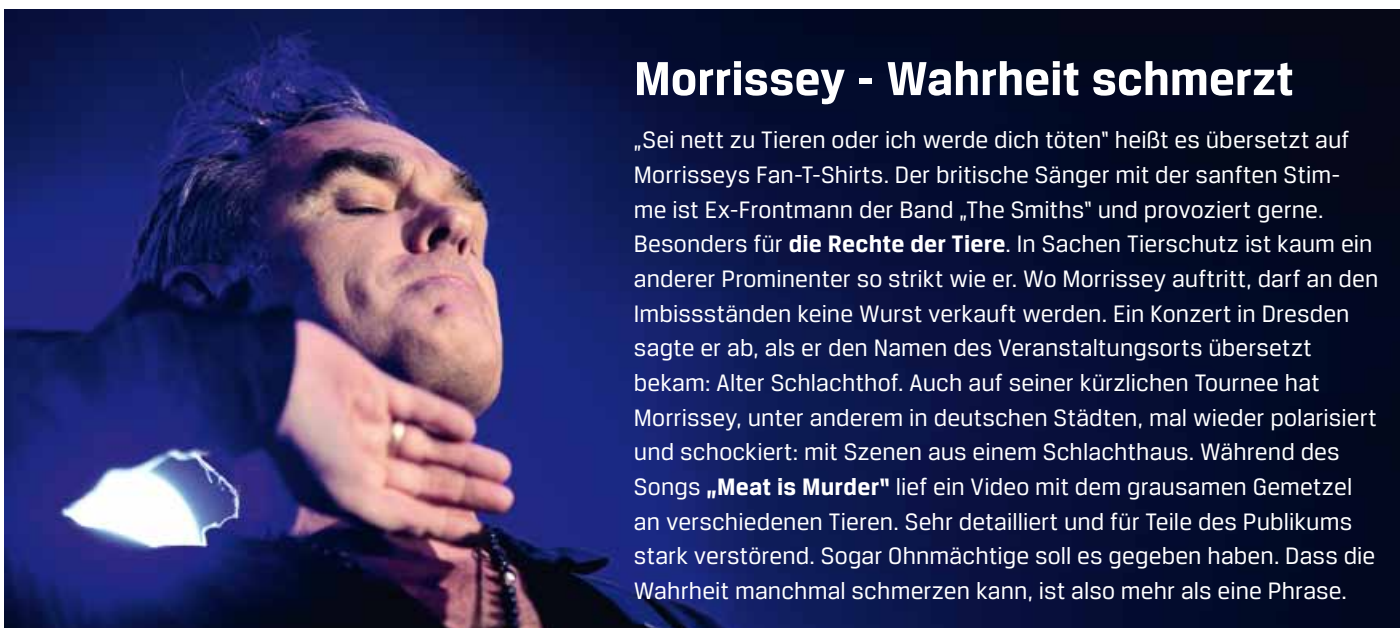 Morrissey - Wahrheit schmerzt
„Sei nett zu Tieren oder ich werde dich töten" heißt es übersetzt auf
Morrisseys Fan-T-Shirts. Der britische Sänger mit der sanften Stim-
me ist Ex-Frontmann der Band „The Smiths" und provoziert gerne.
Besonders für die Rechte der Tiere. In Sachen Tierschutz ist kaum ein
anderer Prominenter so strikt wie er. Wo Morrissey auftritt, darf an den
Imbissständen keine Wurst verkauft werden. Ein Konzert in Dresden
sagte er ab, als er den Namen des Veranstaltungsorts übersetzt
bekam: Alter Schlachthof. Auch auf seiner kürzlichen Tournee hat
Morrissey, unter anderem in deutschen Städten, mal wieder polarisiert
und schockiert: mit Szenen aus einem Schlachthaus. Während des
Songs „Meat is Murder" lief ein Video mit dem grausamen Gemetzel
an verschiedenen Tieren. Sehr detailliert und für Teile des Publikums
stark verstörend. Sogar Ohnmächtige soll es gegeben haben. Dass die
Wahrheit manchmal schmerzen kann, ist also mehr als eine Phrase.